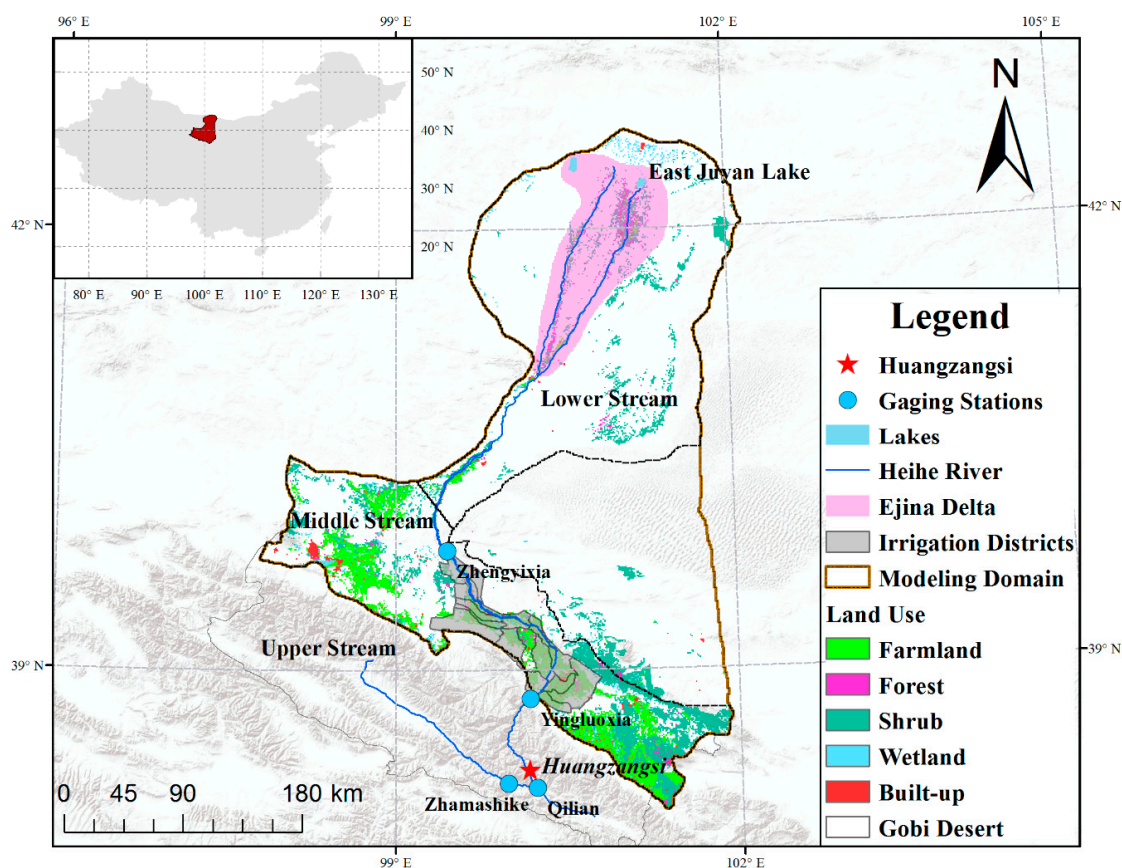 96° E
99° E
102° E
105° E
50° N
40° N
30° N
20° N
80° E
90° E
100° E
110° E
120° E
130° E
N
42° N
42° N
East Juyan Lake
Lower Stream
Middle Stream
Zhengyixia
Upper Stream
39° N
39° N
Yingluoxia
Huangzangsi
Zhamashike
Qilian
0 45 90 180 km
99° E
102° E
Legend
Huangzangsi
Gaging Stations
Lakes
Heihe River
Ejina Delta
Irrigation Districts
Modeling Domain
Land Use
Farmland
Forest
Shrub
Wetland
Built-up
Gobi Desert